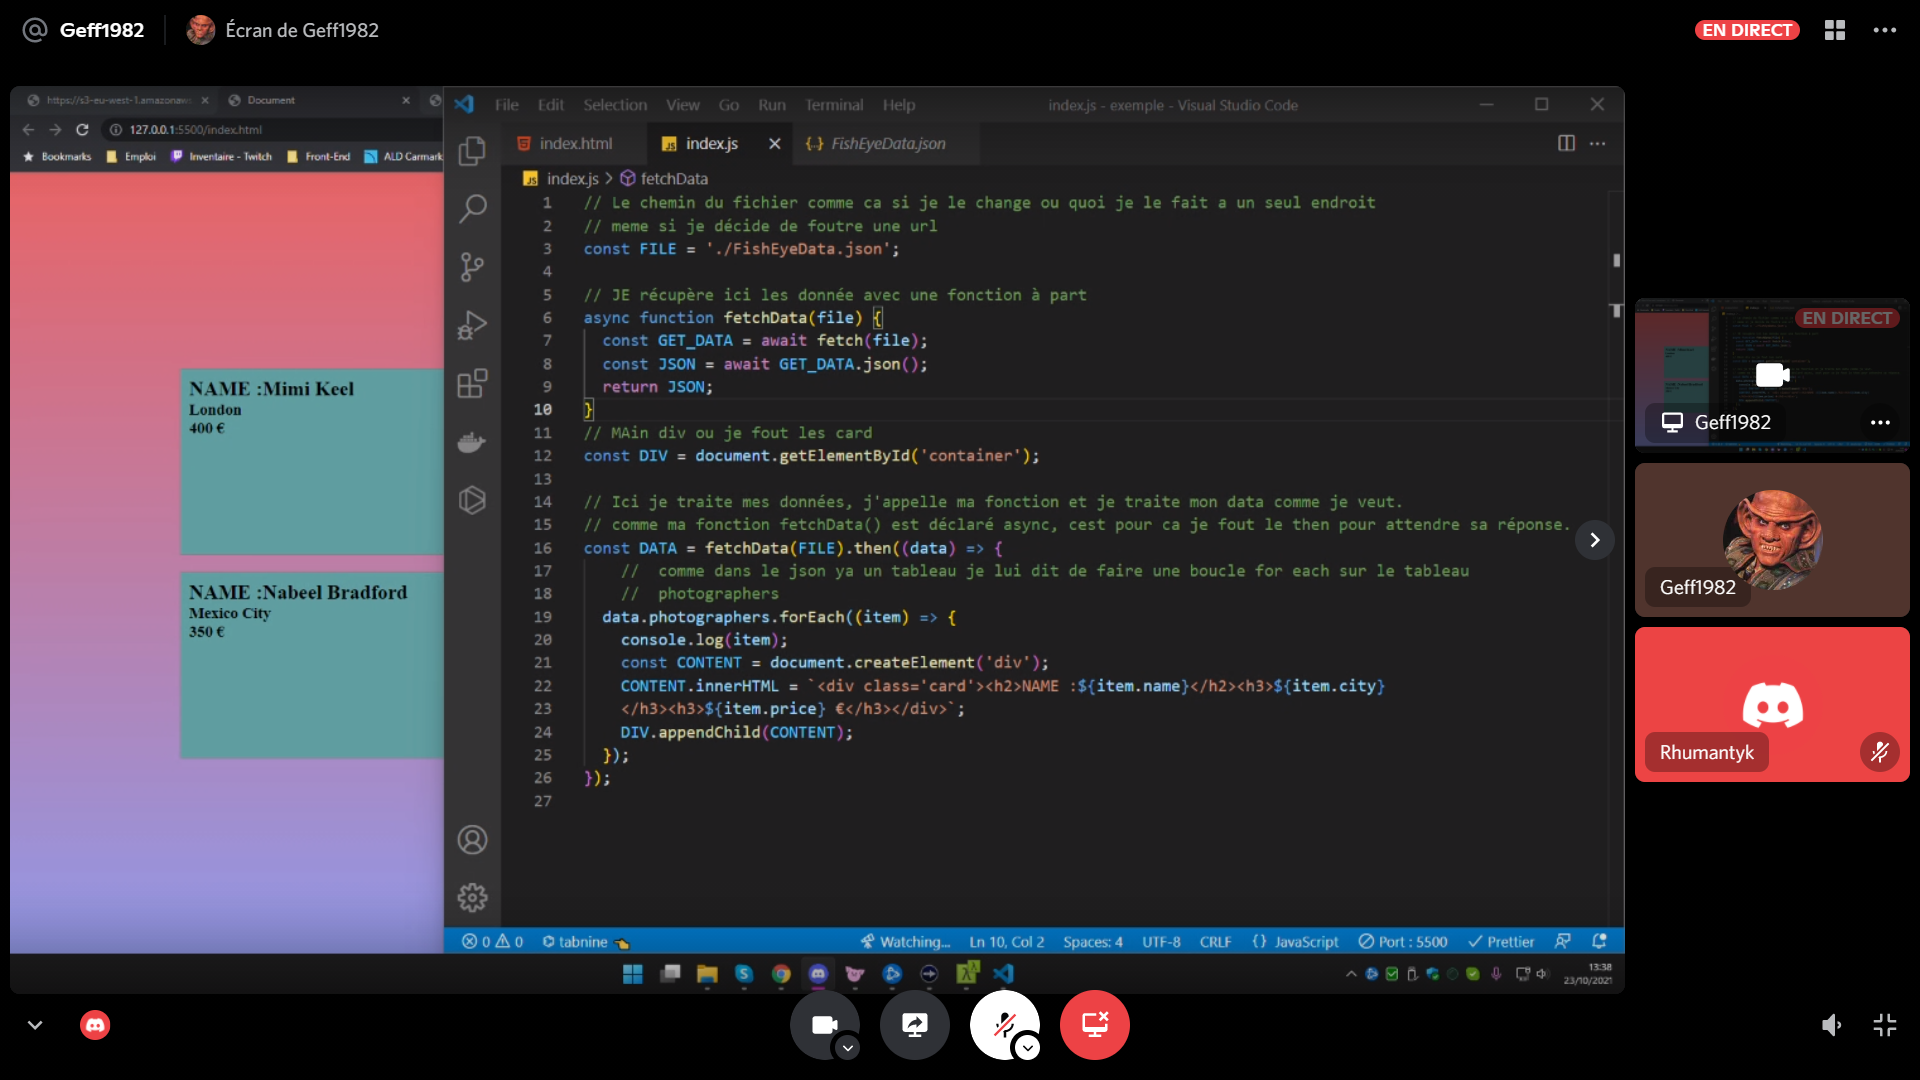 Geff1982
Écran de Geff1982
EN DIRECT
https://s3-eu-west-1.amazonaws
Document
127.0.0.1:5500/index.html
Bookmarks
Emploi
Inventaire - Twitch
Front-End
ALD Carmark
File
Edit
Selection
View
Go
Run
Terminal
Help
index.js - exemple - Visual Studio Code
index.html
index.js
FishEyeData.json
index.js > fetchData
1 // Le chemin du fichier comme ca si je le change ou quoi je le fait a un seul endroit
2 // meme si je décide de foutre une url
3 const FILE = './FishEyeData.json';
4
5 // JE récupère ici les donnée avec une fonction à part
6 async function fetchData(file) {
7 const GET_DATA = await fetch(file);
8 const JSON = await GET_DATA.json();
9 return JSON;
10 }
11 // MAin div ou je fout les card
12 const DIV = document.getElementById('container');
13
14 // Ici je traite mes données, j'appelle ma fonction et je traite mon data comme je veut.
15 // comme ma fonction fetchData() est déclaré async, cest pour ca je fout le then pour attendre sa réponse.
16 const DATA = fetchData(FILE).then((data) => {
17 // comme dans le json ya un tableau je lui dit de faire une boucle for each sur le tableau
18 // photographers
19 data.photographers.forEach((item) => {
20 console.log(item);
21 const CONTENT = document.createElement('div');
22 CONTENT.innerHTML = `<div class='card'><h2>NAME :${item.name}</h2><h3>${item.city}
23 </h3><h3>${item.price} €</h3></div>`;
24 DIV.appendChild(CONTENT);
25 });
26 });
27
NAME :Mimi Keel
London
400 €
NAME :Nabeel Bradford
Mexico City
350 €
0
0
tabnine
Watching...
Ln 10, Col 2
Spaces: 4
UTF-8
CRLF
{} JavaScript
Port : 5500
Prettier
13:38
23/10/2021
EN DIRECT
Geff1982
Geff1982
Rhumantyk